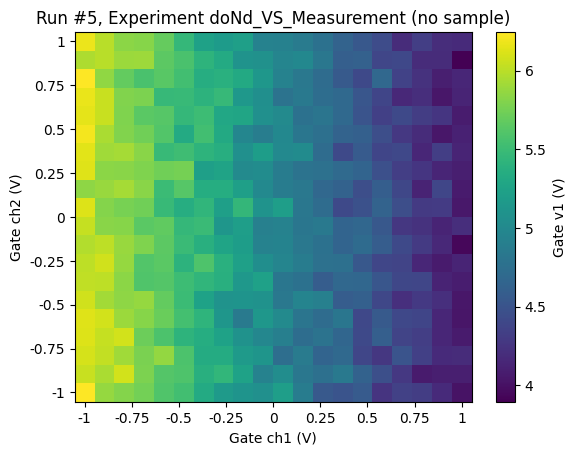 Run #5, Experiment doNd_VS_Measurement (no sample)
1
0.75
0.5
0.25
0
-0.25
-0.5
-0.75
-1
Gate ch2 (V)
-1 -0.75 -0.5 -0.25 0 0.25 0.5 0.75 1
Gate ch1 (V)
6
5.5
5
4.5
4
Gate v1 (V)